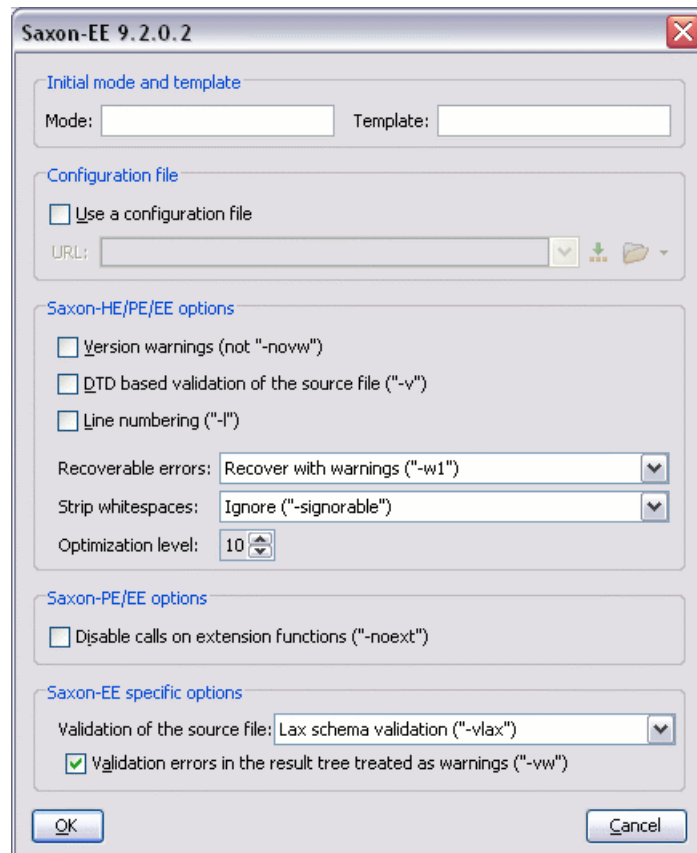 Saxon-EE 9.2.0.2
Initial mode and template
Mode: Template:
Configuration file
Use a configuration file
URL:
Saxon-HE/PE/EE options
Version warnings (not "-novw")
DTD based validation of the source file ("-v")
Line numbering ("-l")
Recoverable errors: Recover with warnings ("-w1")
Strip whitespaces: Ignore ("-signorable")
Optimization level: 10
Saxon-PE/EE options
Disable calls on extension functions ("-noext")
Saxon-EE specific options
Validation of the source file: Lax schema validation ("-vlax")
Validation errors in the result tree treated as warnings ("-vw")
OK Cancel